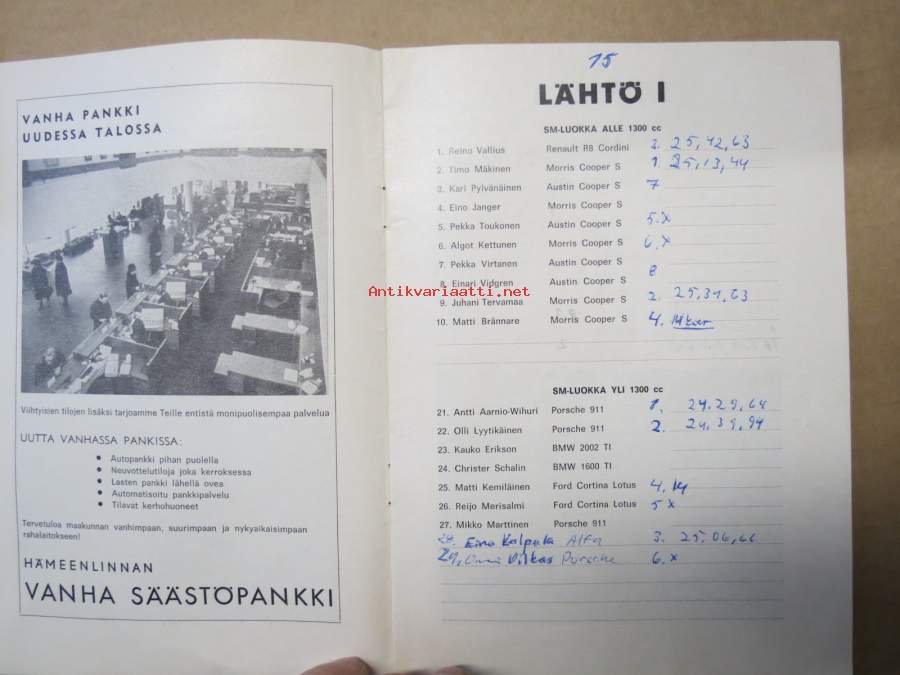 VANHA PANKKI
UUDESSA TALOSSA
Viihtyisien tilojen lisäksi tarjoamme Teille entistä monipuolisempaa palvelua
UUTTA VANHASSA PANKISSA:
• Autopankki pihan puolella
• Neuvottelutiloja joka kerroksessa
• Lasten pankki lähellä ovea
• Automatisoitu pankkipalvelu
• Tilavat kerhohuoneet
Tervetuloa maakunnan vanhimpaan, suurimpaan ja nykyaikaisimpaan
rahalaitokseen!
HÄMEENLINNAN
VANHA SÄÄSTÖPANKKI
15
LÄHTÖ I
SM-LUOKKA ALLE 1300 cc
1. Reino Vallius Renault R8 Cordini 3. 25,42,63
2. Timo Mäkinen Morris Cooper S 1. 25,13,44
3. Kari Pylvänäinen Austin Cooper S 7
4. Eino Janger Morris Cooper S
5. Pekka Toukonen Austin Cooper S 5.x
6. Algot Kettunen Morris Cooper S 6.x
7. Pekka Virtanen Austin Cooper S
8. Einari Vidgren Austin Cooper S 8
9. Juhani Tervamaa Morris Cooper S 2. 25,31,63
10. Matti Brännare Morris Cooper S 4.
Antikvariaatti.net
SM-LUOKKA YLI 1300 cc
21. Antti Aarnio-Wihuri Porsche 911 1. 24.29,68
22. Olli Lyytikäinen Porsche 911 2. 24,39,94
23. Kauko Erikson BMW 2002 TI
24. Christer Schalin BMW 1600 TI
25. Matti Kemiläinen Ford Cortina Lotus 4.
26. Reijo Merisalmi Ford Cortina Lotus 5 x
27. Mikko Marttinen Porsche 911
28. Eino Kalpala Alfa 3. 25,06,66
29. Vilkas Porsche 6.x